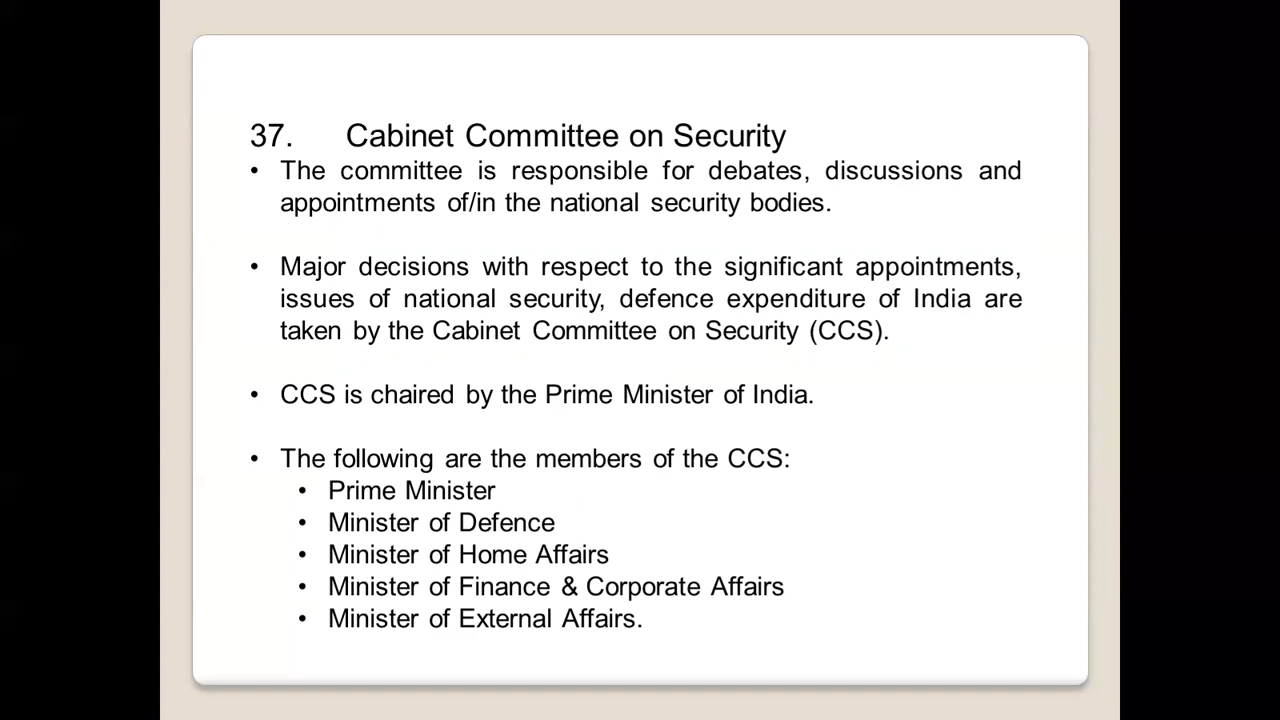 37. Cabinet Committee on Security
• The committee is responsible for debates, discussions and
appointments of/in the national security bodies.
• Major decisions with respect to the significant appointments,
issues of national security, defence expenditure of India are
taken by the Cabinet Committee on Security (CCS).
• CCS is chaired by the Prime Minister of India.
• The following are the members of the CCS:
• Prime Minister
• Minister of Defence
• Minister of Home Affairs
• Minister of Finance & Corporate Affairs
• Minister of External Affairs.